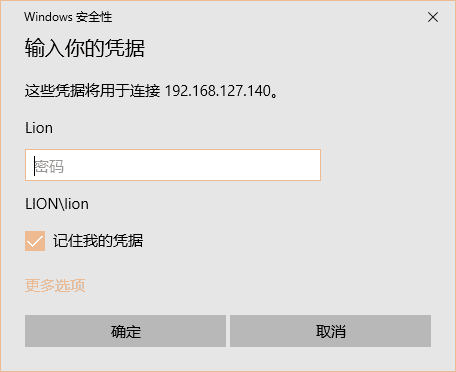 Windows 安全性
输入你的凭据
这些凭据将用于连接 192.168.127.140。
Lion
密码
LION\lion
记住我的凭据
更多选项
确定 取消